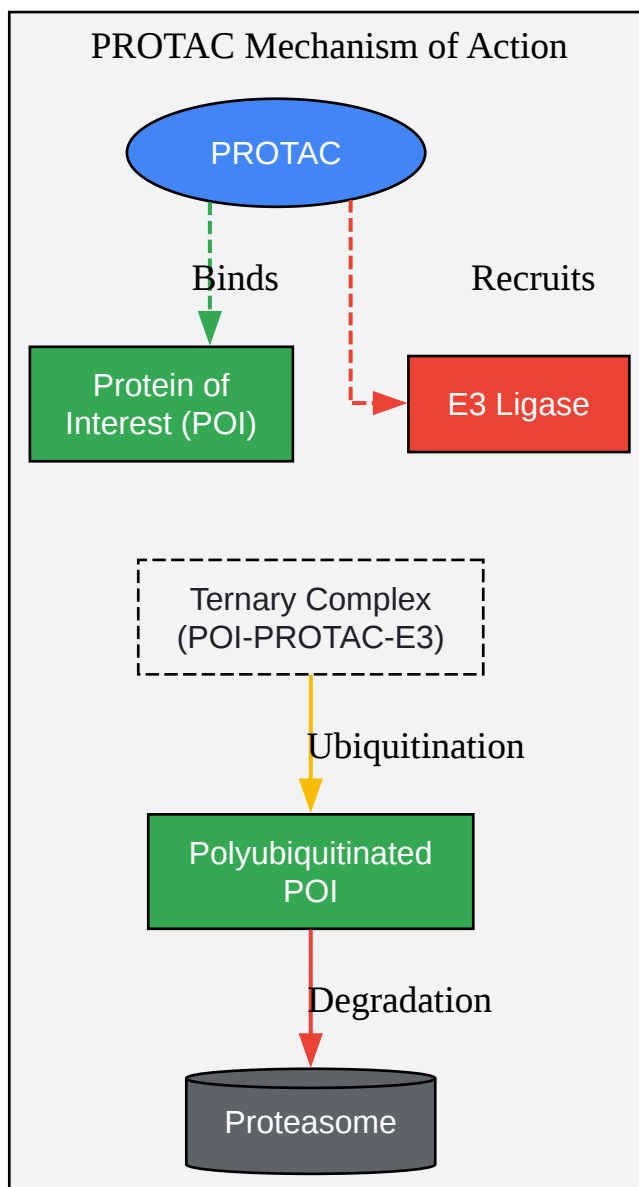 PROTAC Mechanism of Action
PROTAC
Binds
Recruits
Protein of
Interest (POI)
E3 Ligase
Ternary Complex
(POI-PROTAC-E3)
Ubiquitination
Polyubiquitinated
POI
Degradation
Proteasome